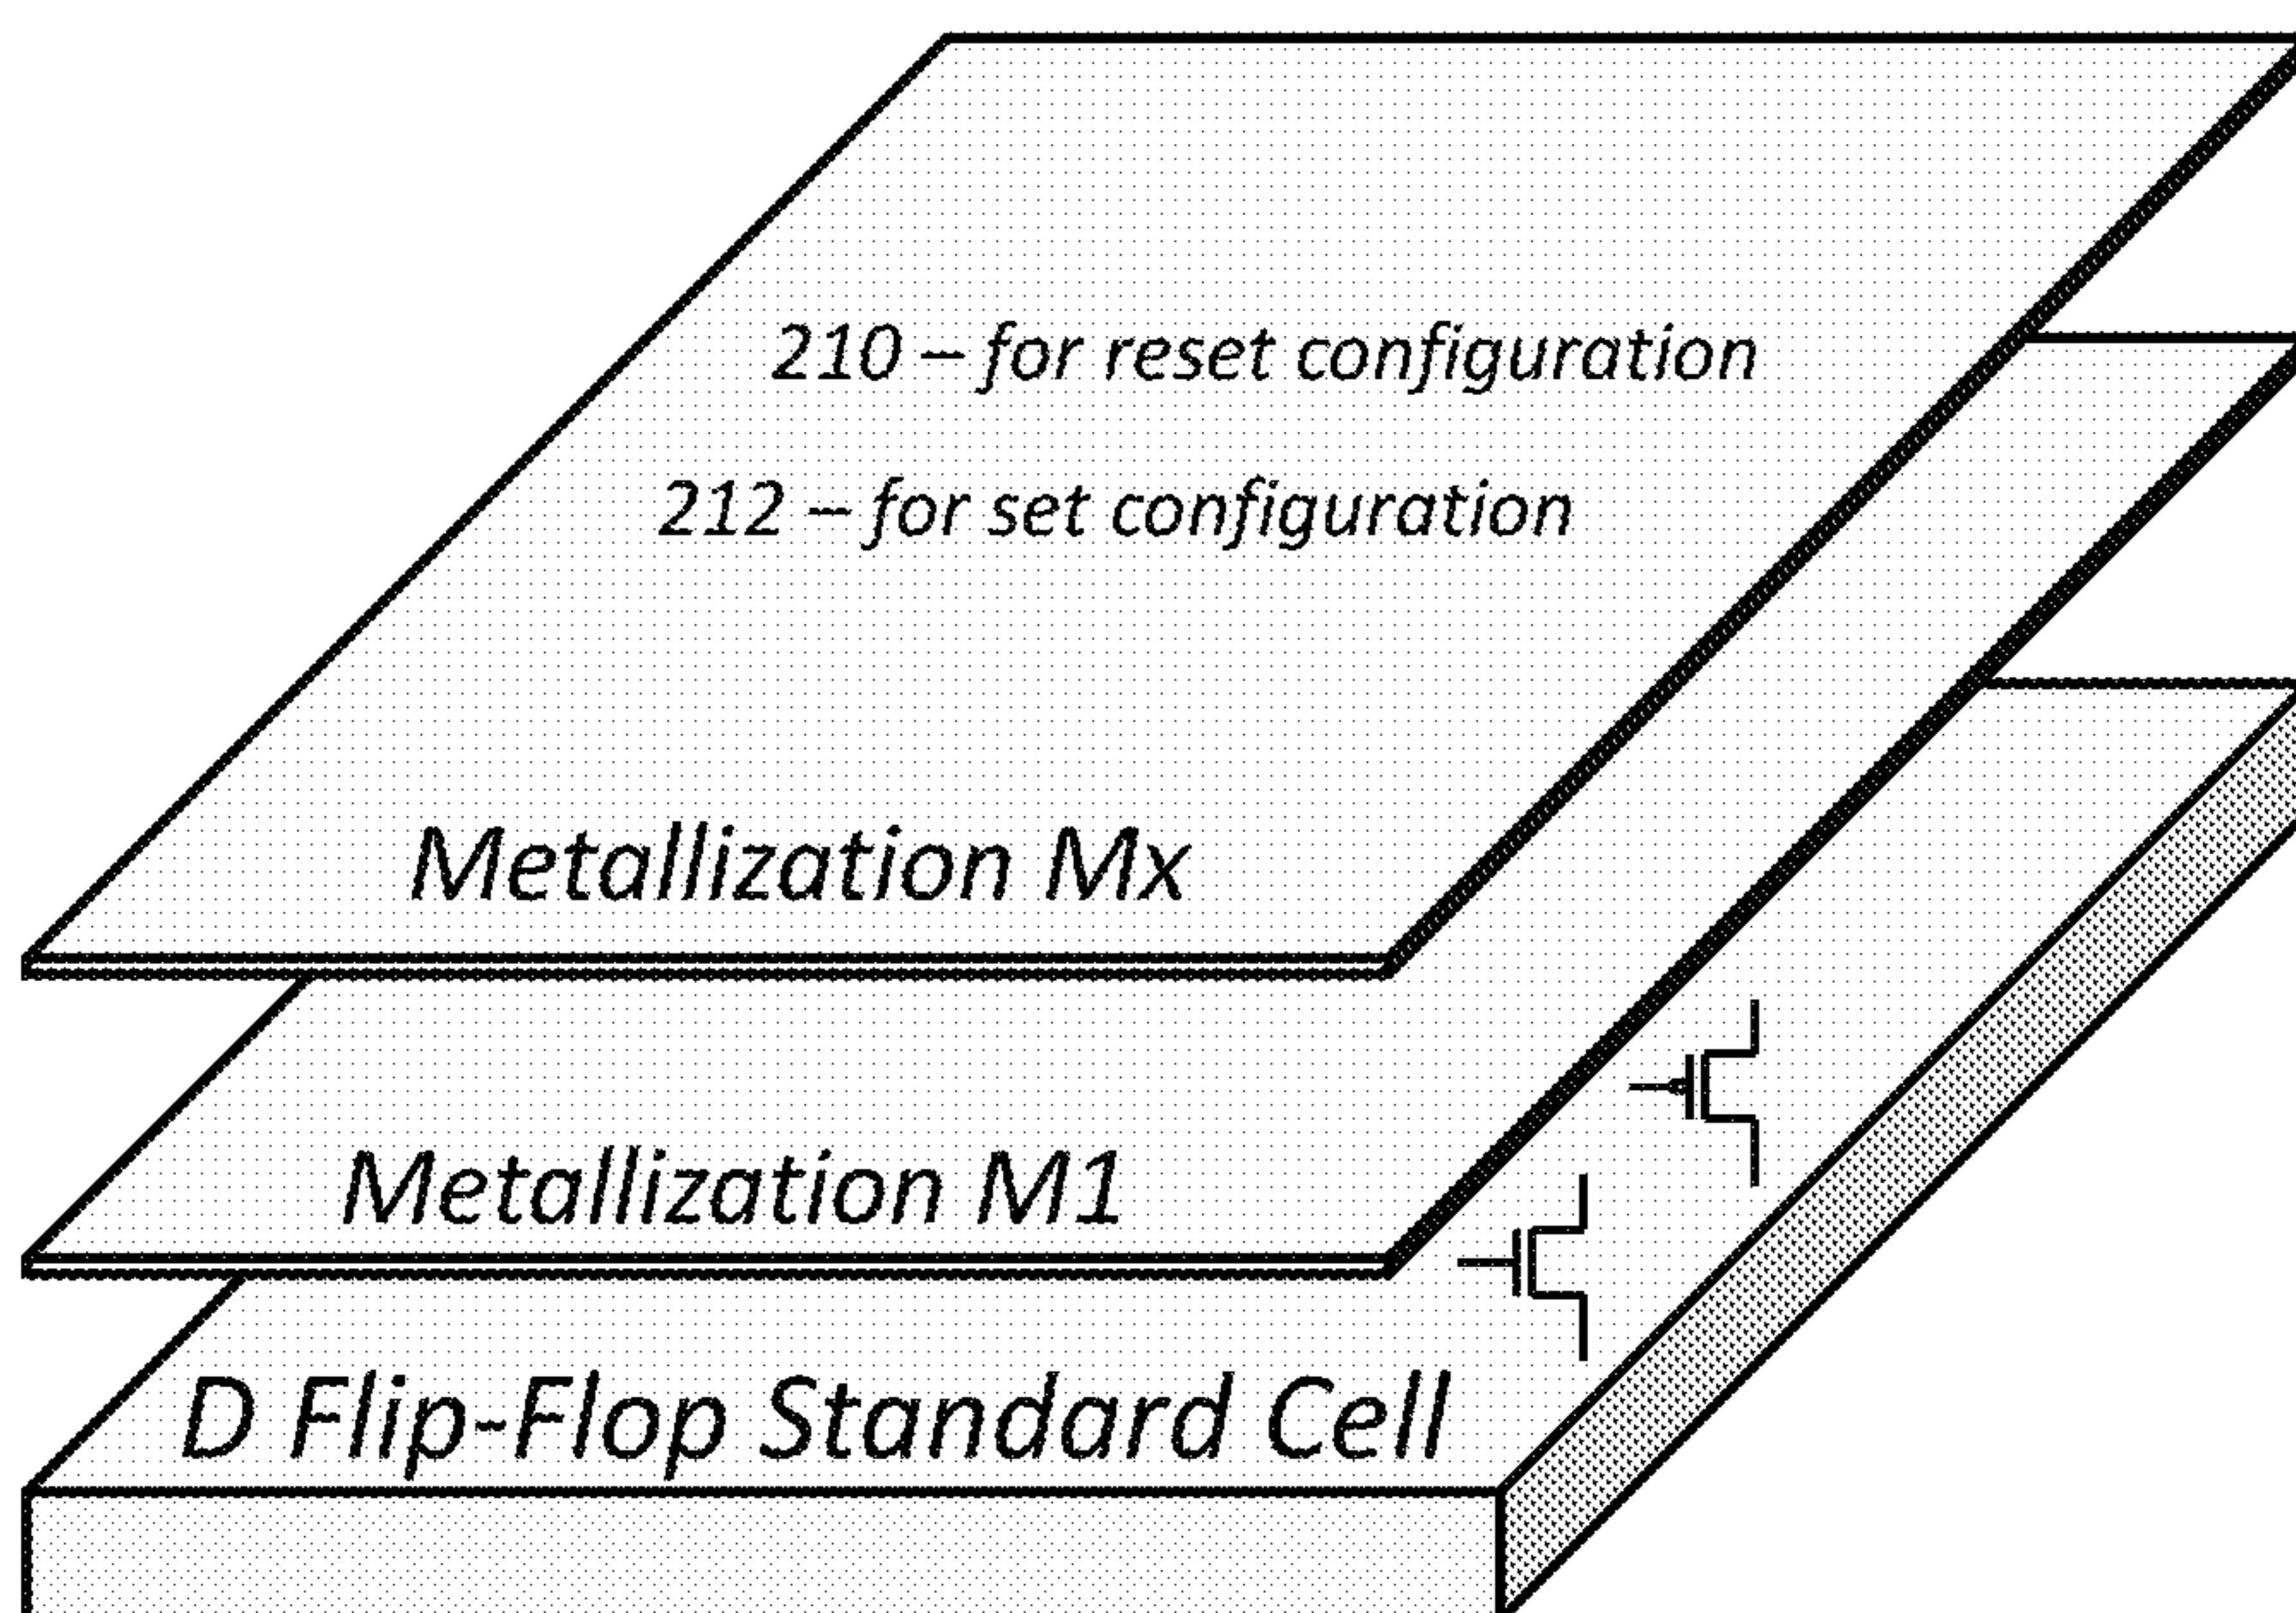 210 – for reset configuration
212 – for set configuration
Metallization Mx
Metallization M1
D Flip-Flop Standard Cell